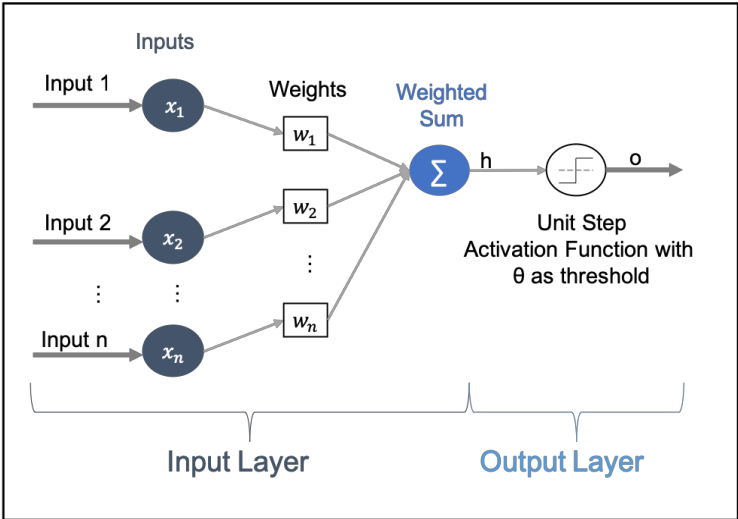 Inputs
Input 1
x₁
Weights
w₁
Weighted
Sum
∑
h
o
Input 2
x₂
w₂
Unit Step
Activation Function with
θ as threshold
⋮
⋮ ⋮
Input n
xₙ
wₙ
Input Layer
Output Layer